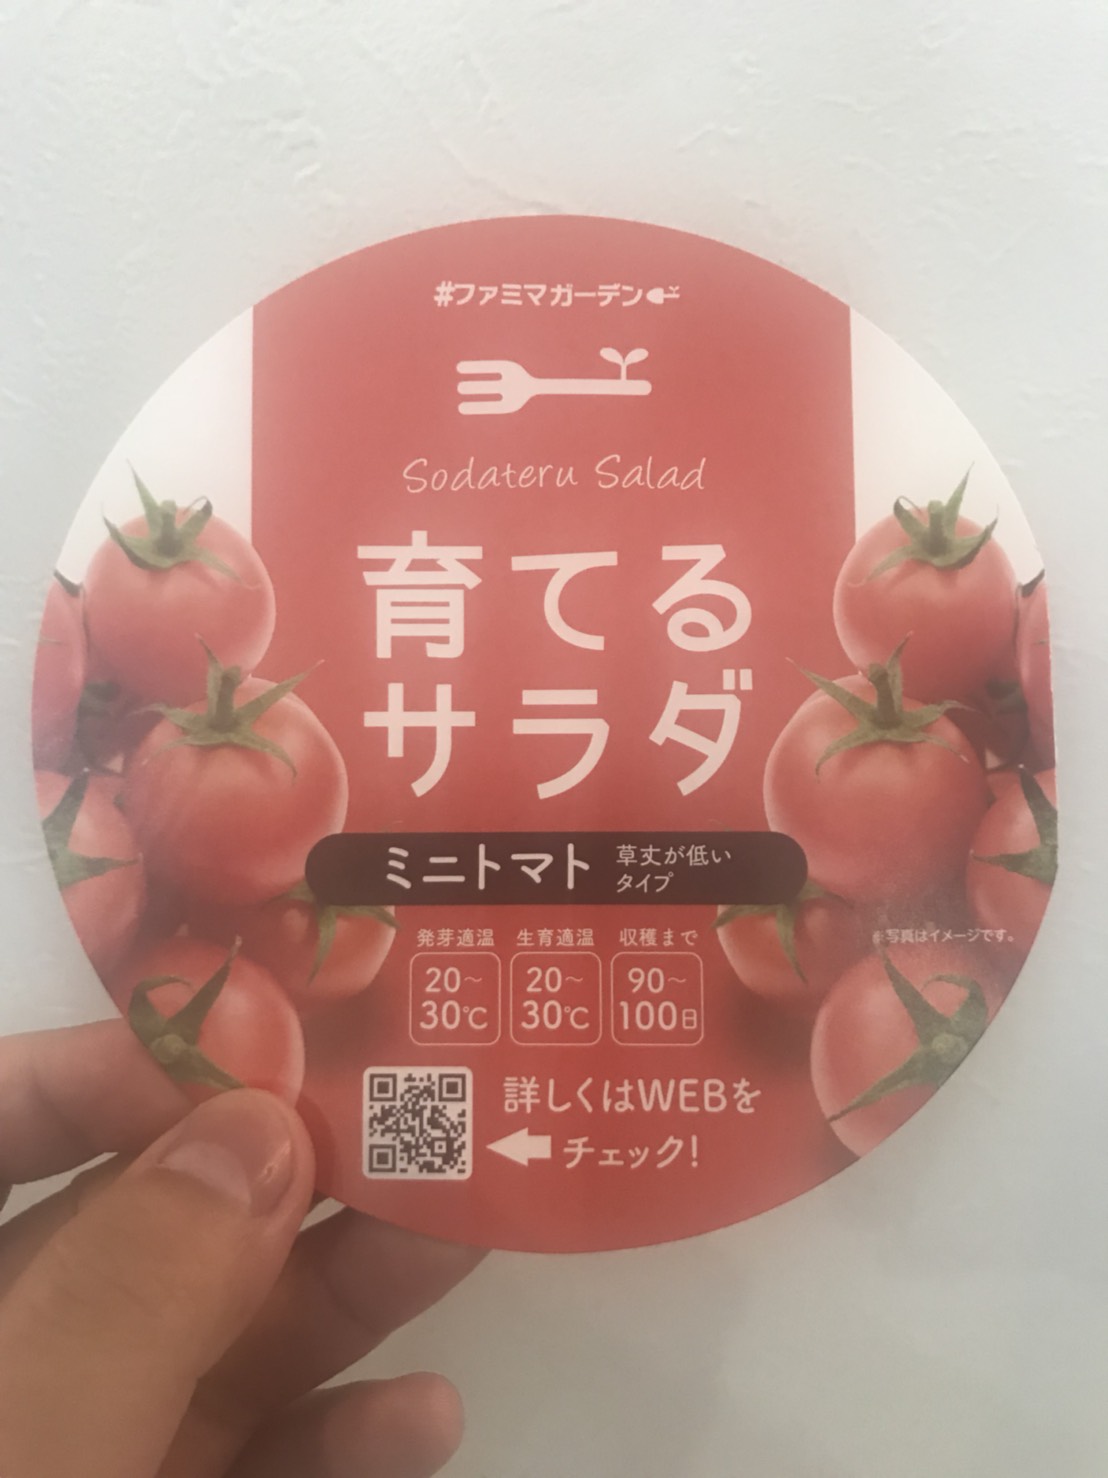 #ファミマガーデン
Sodateru Salad
育てる
サラダ
ミニトマト 草丈が低い
タイプ
発芽適温 生育適温 収穫まで
20〜 20〜 90〜
30℃ 30℃ 100日
※写真はイメージです。
詳しくはWEBを
チェック!